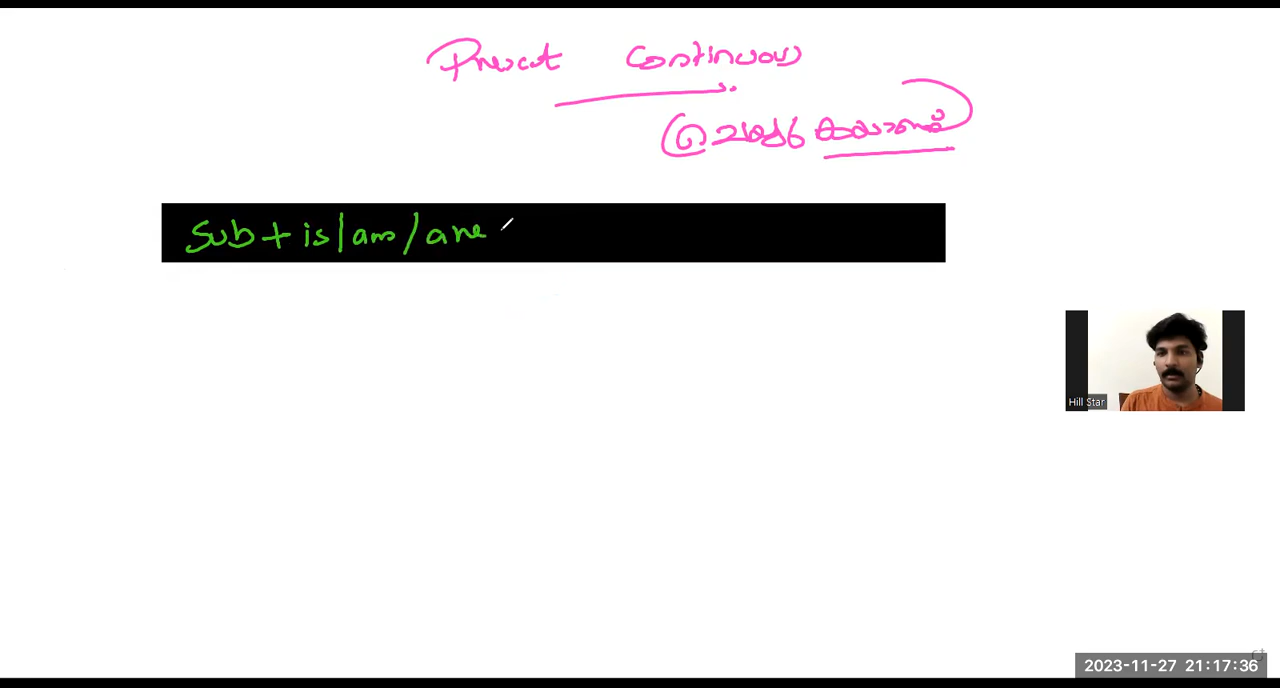 Present Continuous
Sub + is / am / are
Hill Star
2023-11-27 21:17:36